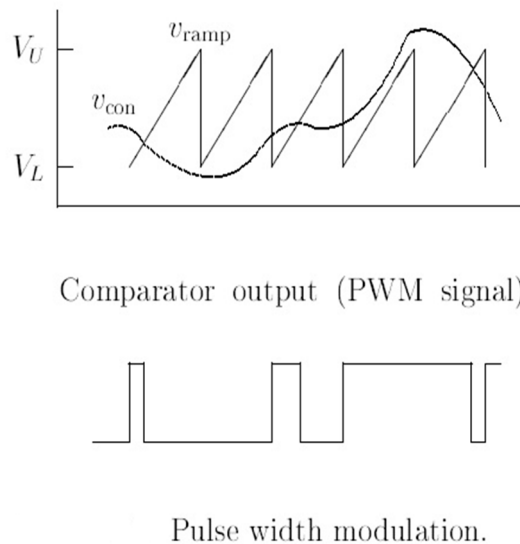 v_ramp
V_U
v_con
V_L
Comparator output (PWM signal)
Pulse width modulation.